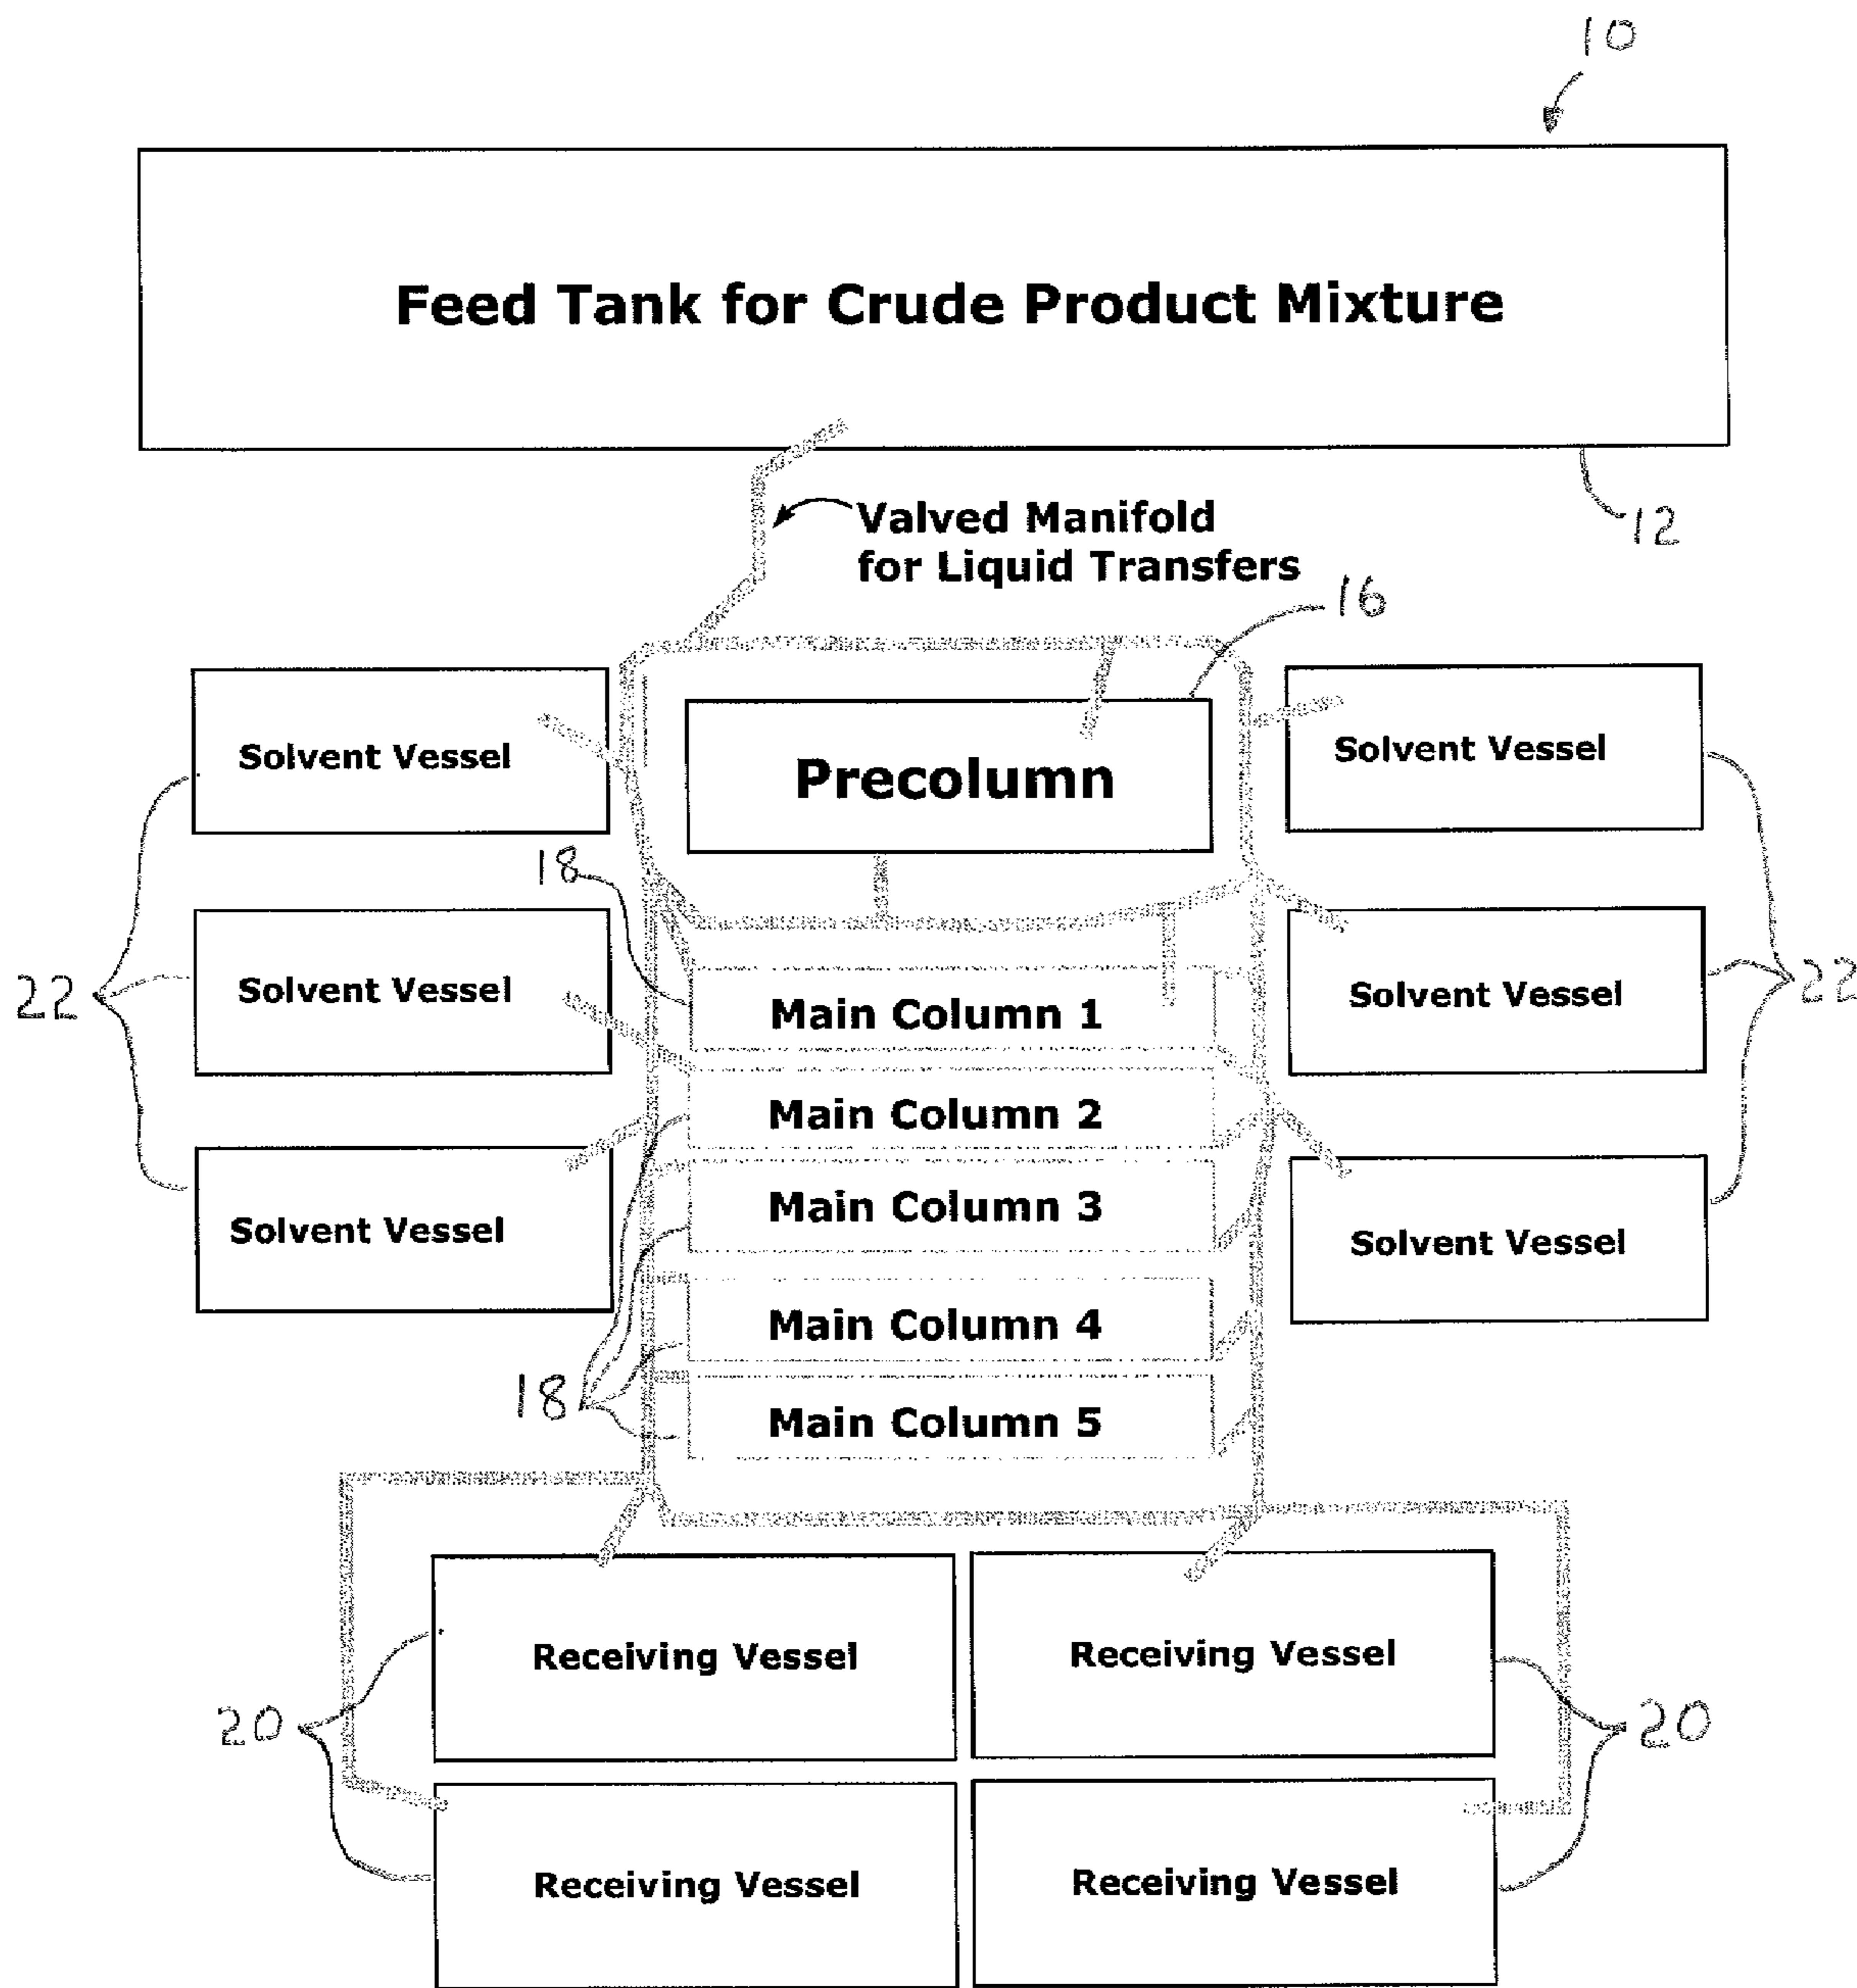 10
Feed Tank for Crude Product Mixture
12
Valved Manifold
for Liquid Transfers
16
Solvent Vessel
Precolumn
Solvent Vessel
18
22
Solvent Vessel
Main Column 1
Solvent Vessel
22
Main Column 2
Solvent Vessel
Main Column 3
Solvent Vessel
Main Column 4
18
Main Column 5
Receiving Vessel
Receiving Vessel
20
20
Receiving Vessel
Receiving Vessel